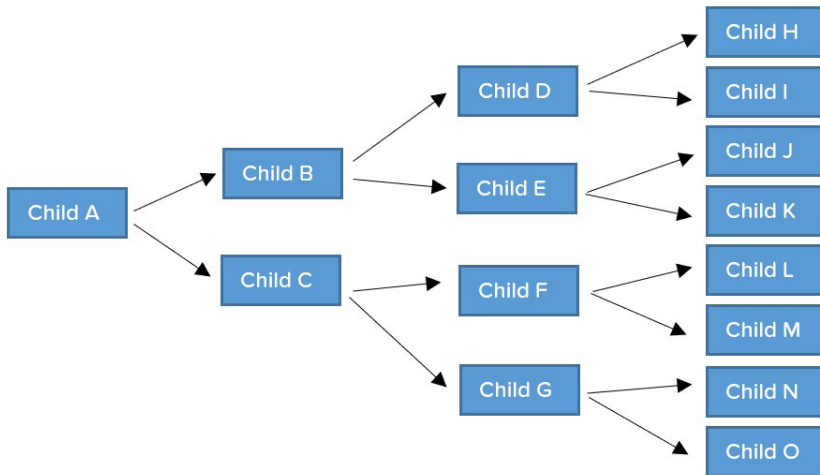 Child A
Child B
Child C
Child D
Child E
Child F
Child G
Child H
Child I
Child J
Child K
Child L
Child M
Child N
Child O